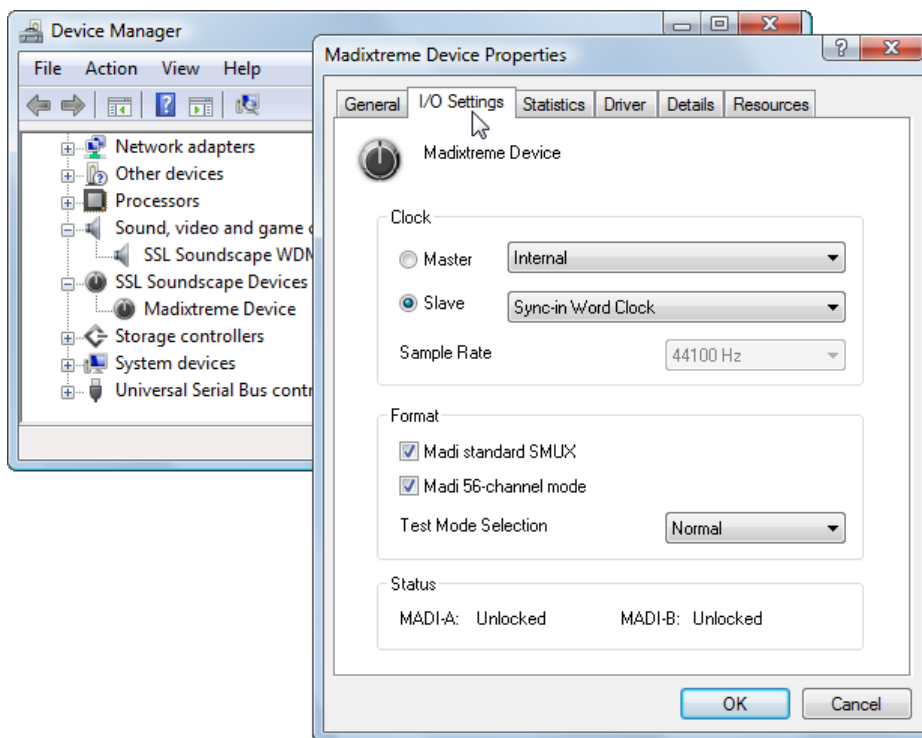 Device Manager
File Action View Help
Network adapters
Other devices
Processors
Sound, video and game
SSL Soundscape WDM
SSL Soundscape Devices
Madixtreme Device
Storage controllers
System devices
Universal Serial Bus contr
Madixtreme Device Properties
General I/O Settings Statistics Driver Details Resources
Madixtreme Device
Clock
Master Internal
Slave Sync-in Word Clock
Sample Rate 44100 Hz
Format
Madi standard SMUX
Madi 56-channel mode
Test Mode Selection Normal
Status
MADI-A: Unlocked MADI-B: Unlocked
OK Cancel